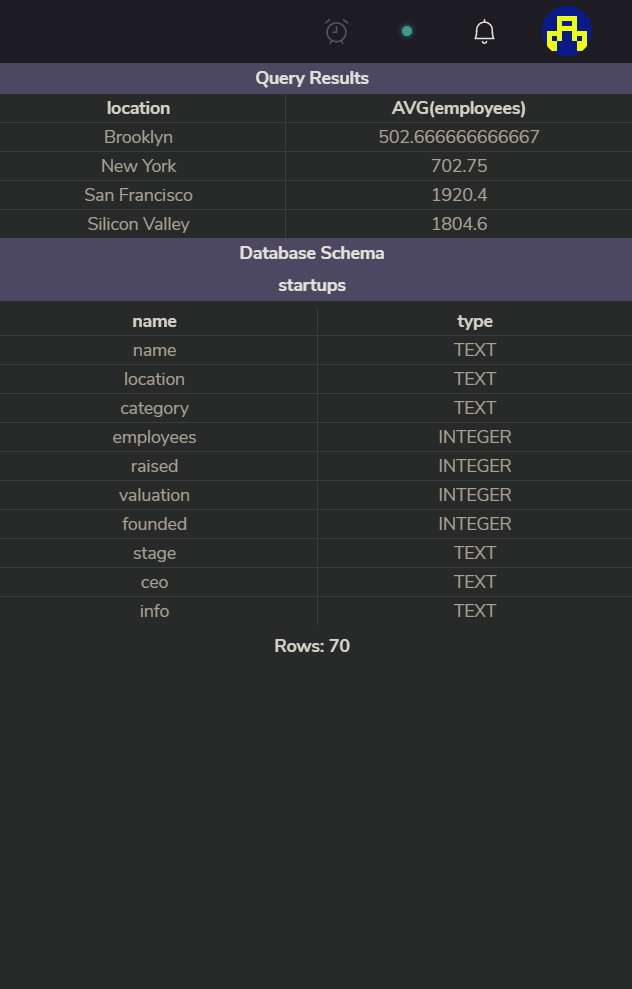 Query Results
location AVG(employees)
Brooklyn 502.666666666667
New York 702.75
San Francisco 1920.4
Silicon Valley 1804.6
Database Schema
startups
name type
name TEXT
location TEXT
category TEXT
employees INTEGER
raised INTEGER
valuation INTEGER
founded INTEGER
stage TEXT
ceo TEXT
info TEXT
Rows: 70